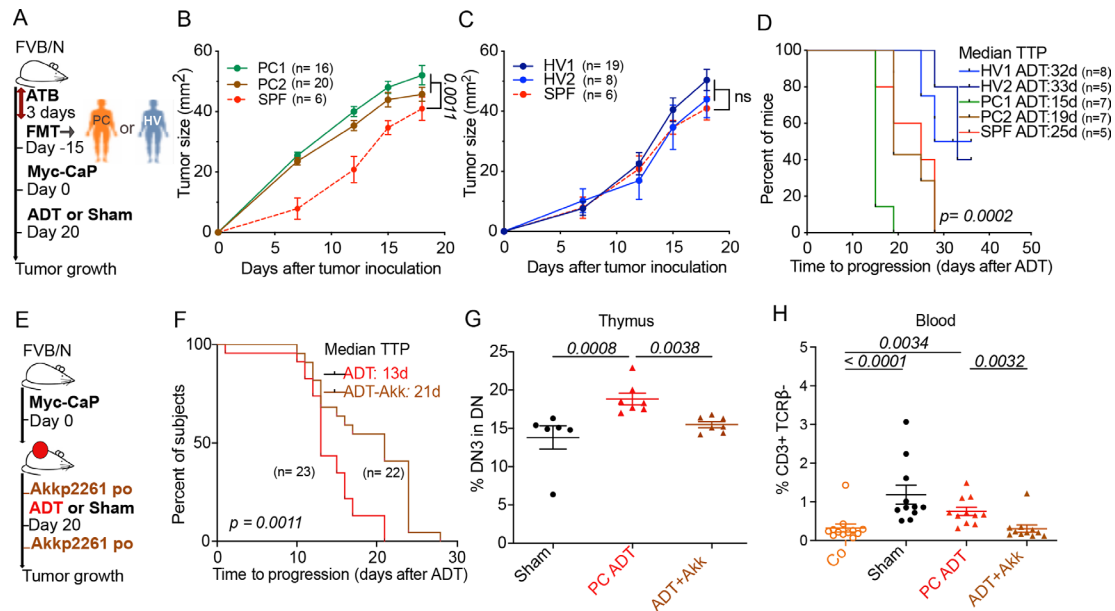 A
FVB/N
ATB
3 days
FMT→
Day -15
PC
or
HV
Myc-CaP
Day 0
ADT or Sham
Day 20
Tumor growth
B
Tumor size (mm2)
60
40
20
0
PC1 (n= 16)
PC2 (n= 20)
SPF (n= 6)
0.0011
0 5 10 15 20
Days after tumor inoculation
C
Tumor size (mm2)
60
40
20
0
HV1 (n= 19)
HV2 (n= 8)
SPF (n= 6)
ns
0 5 10 15 20
Days after tumor inoculation
D
Percent of mice
100
80
60
40
20
0
Median TTP
HV1 ADT:32d (n=8)
HV2 ADT:33d (n=5)
PC1 ADT:15d (n=7)
PC2 ADT:19d (n=7)
SPF ADT:25d (n=5)
p= 0.0002
0 10 19 29 36 50
Time to progression (days after ADT)
E
FVB/N
Myc-CaP
Day 0
Akkp2261 po
ADT or Sham
Day 20
Akkp2261 po
Tumor growth
F
Percent of subjects
100
50
0
Median TTP
ADT: 13d
ADT-Akk: 21d
(n= 23)
(n= 22)
p = 0.0011
0 10 20 30
Time to progression (days after ADT)
G
Thymus
0.0008
0.0038
% DN3 in DN
25
20
15
10
5
0
Sham
PC ADT
ADT+Akk
H
Blood
0.0034
< 0.0001
0.0032
% CD3+ TCRβ-
5
4
3
2
1
0
Co
Sham
PC ADT
ADT+Akk